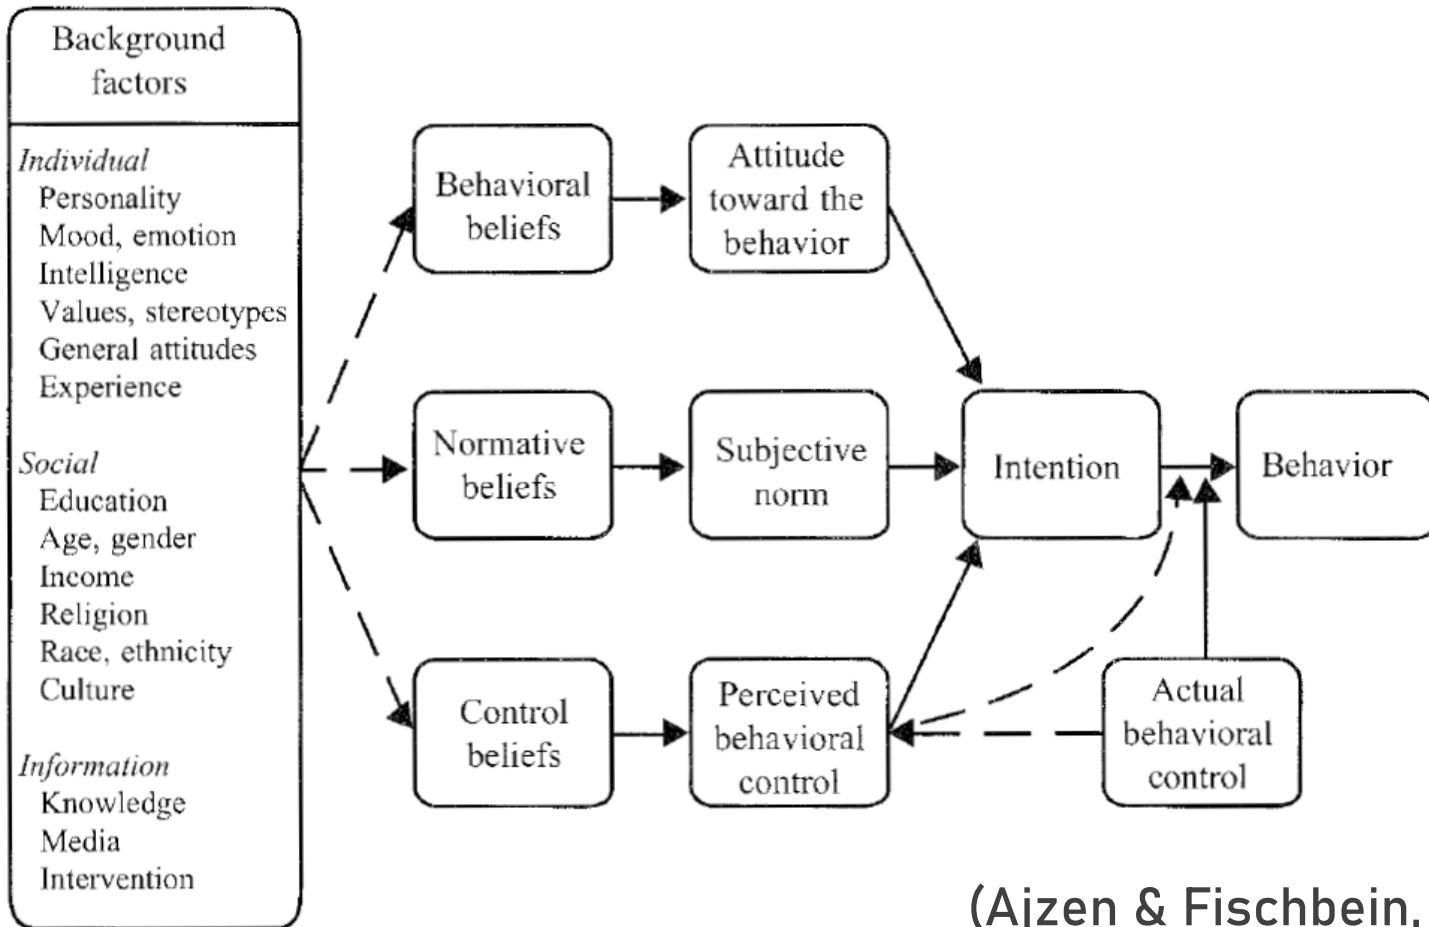 Background
factors
Individual
Personality
Mood, emotion
Intelligence
Values, stereotypes
General attitudes
Experience
Social
Education
Age, gender
Income
Religion
Race, ethnicity
Culture
Information
Knowledge
Media
Intervention
Behavioral
beliefs
Attitude
toward the
behavior
Normative
beliefs
Subjective
norm
Intention
Behavior
Control
beliefs
Perceived
behavioral
control
Actual
behavioral
control
(Ajzen & Fischbein,